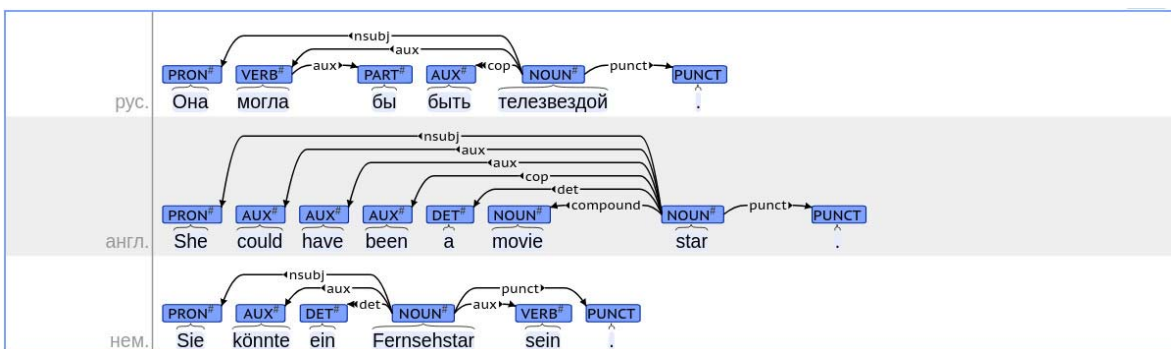 nsubj
aux
PRON# VERB# aux PART# AUX# cop NOUN# punct PUNCT
рус. Она могла бы быть телезвездой .
nsubj
aux
aux
cop
det
compound
PRON# AUX# AUX# AUX# DET# NOUN# NOUN# punct PUNCT
англ. She could have been a movie star .
nsubj
aux punct
det aux
PRON# AUX# DET# NOUN# VERB# PUNCT
нем. Sie könnte ein Fernsehstar sein .